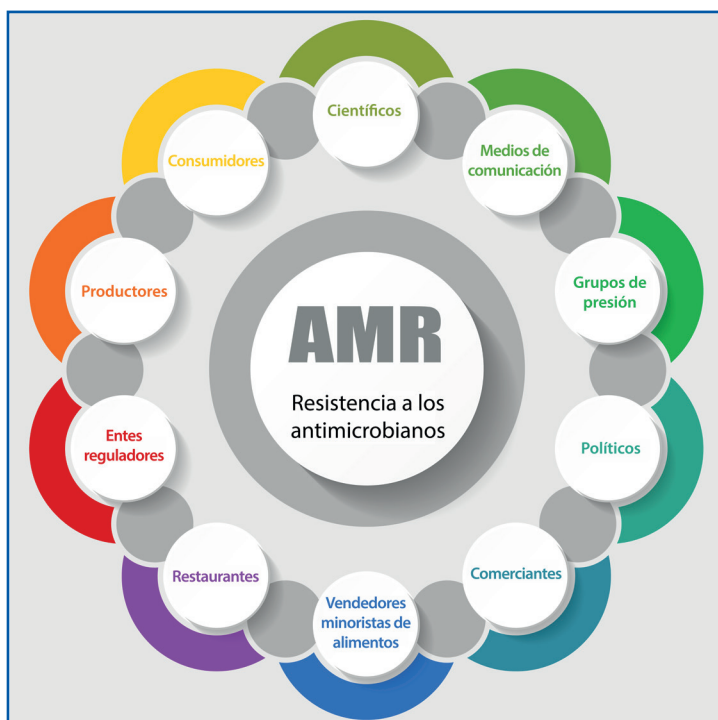 AMR
Resistencia a los
antimicrobianos
Científicos
Medios de
comunicación
Grupos de
presión
Políticos
Comerciantes
Vendedores
minoristas de
alimentos
Restaurantes
Entes
reguladores
Productores
Consumidores